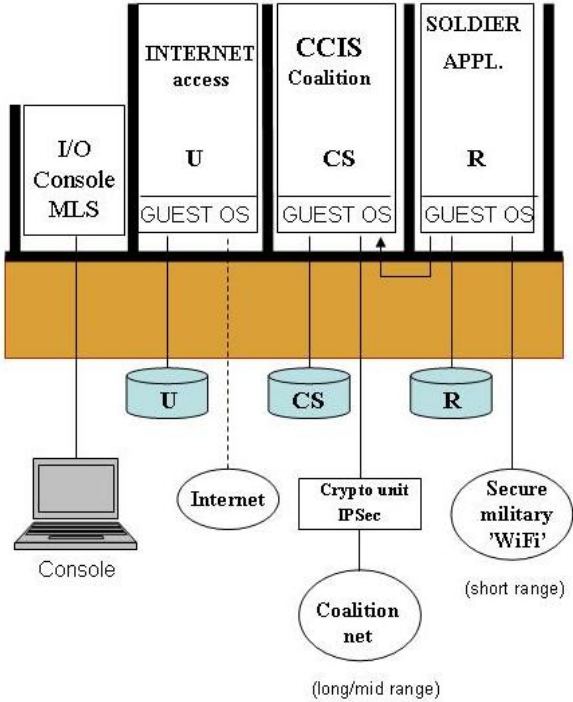 INTERNET
access
U
GUEST OS
CCIS
Coalition
CS
GUEST OS
SOLDIER
APPL.
R
GUEST OS
I/O
Console
MLS
U
CS
R
Internet
Crypto unit
IPSec
Secure
military
'WiFi'
(short range)
Console
Coalition
net
(long/mid range)